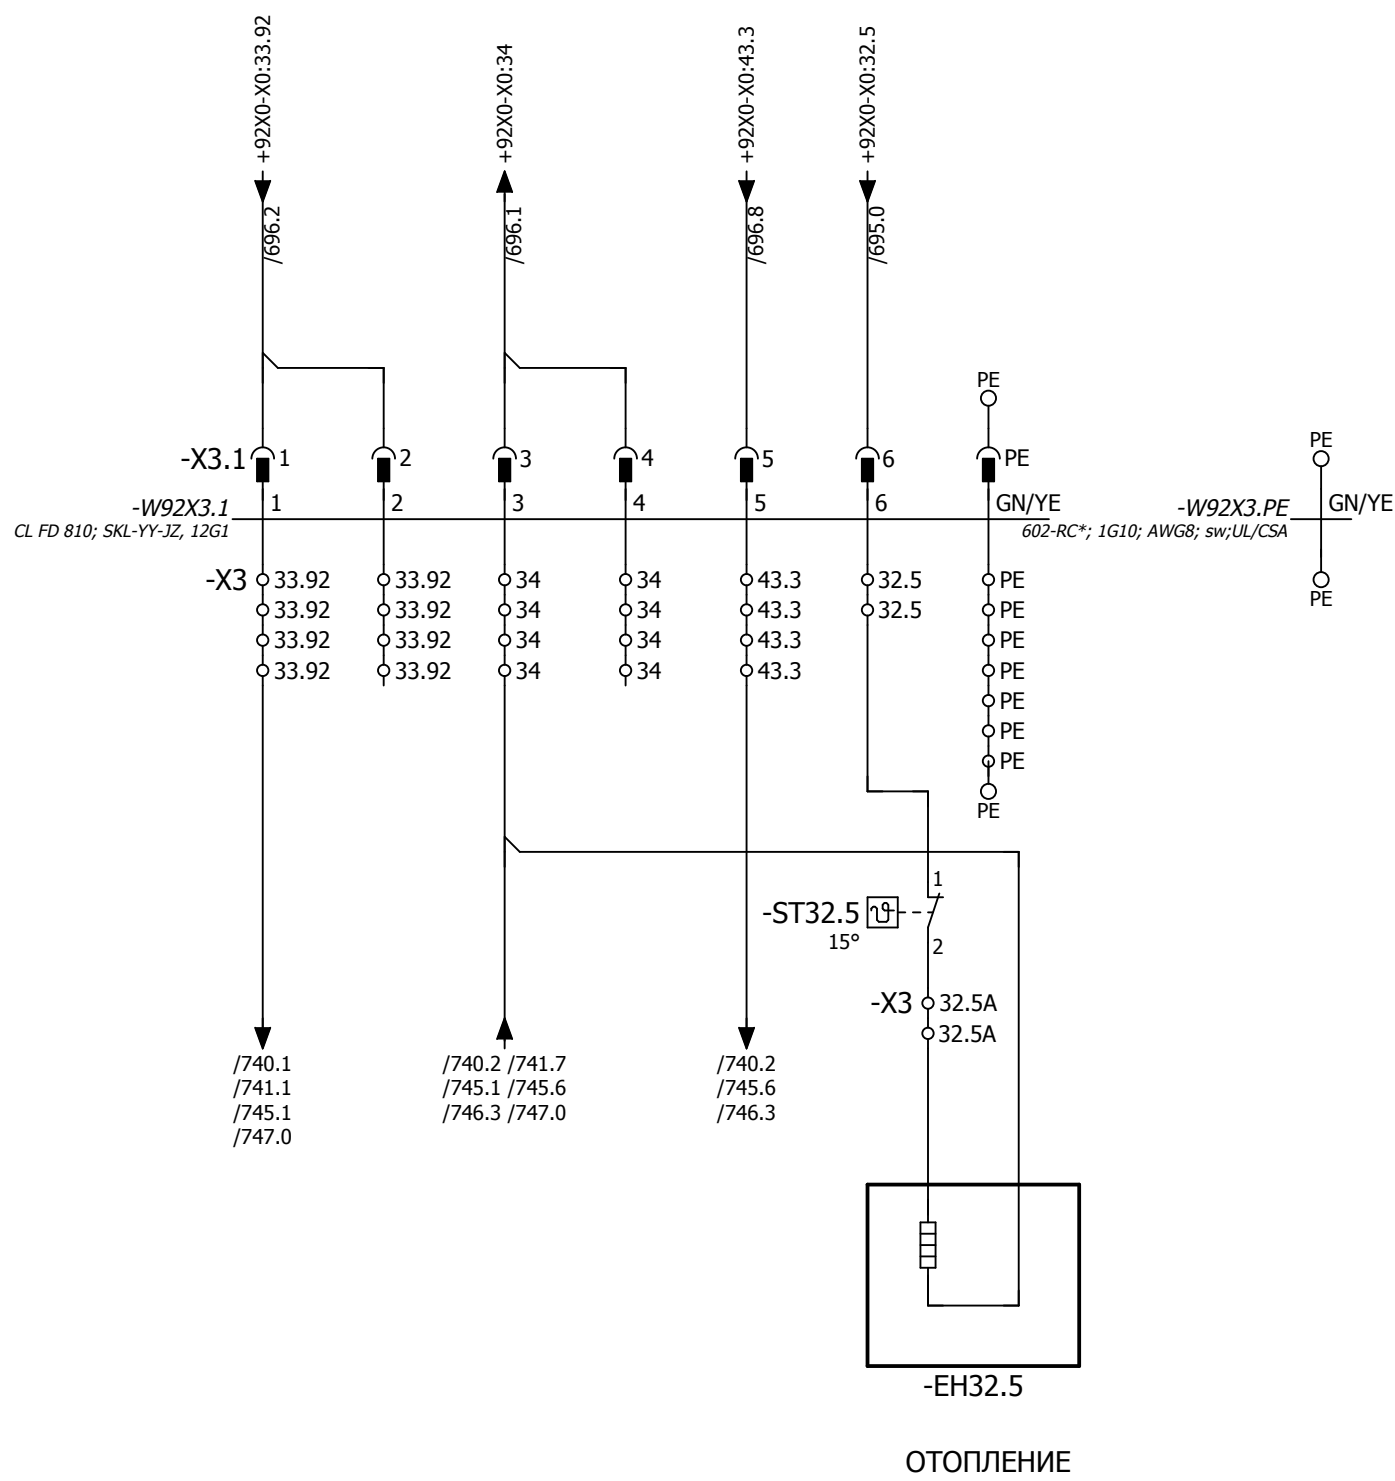 +92X0-X0:33.92
+92X0-X0:34
+92X0-X0:43.3
+92X0-X0:32.5
/696.2
/696.1
/696.8
/695.0
PE
PE
-X3.1 1 2 3 4 5 6 PE
-W92X3.1 1 2 3 4 5 6 GN/YE -W92X3.PE GN/YE
CL FD 810; SKL-YY-JZ, 12G1 602-RC*; 1G10; AWG8; sw;UL/CSA
-X3 33.92 33.92 34 34 43.3 32.5 PE
PE
33.92 33.92 34 34 43.3 32.5 PE
33.92 33.92 34 34 43.3 PE
33.92 33.92 34 34 43.3 PE
PE
PE
PE
PE
1
-ST32.5
15°
2
-X3 32.5A
32.5A
/740.1 /740.2 /741.7 /740.2
/741.1 /745.1 /745.6 /745.6
/745.1 /746.3 /747.0 /746.3
/747.0
-EH32.5
ОТОПЛЕНИЕ